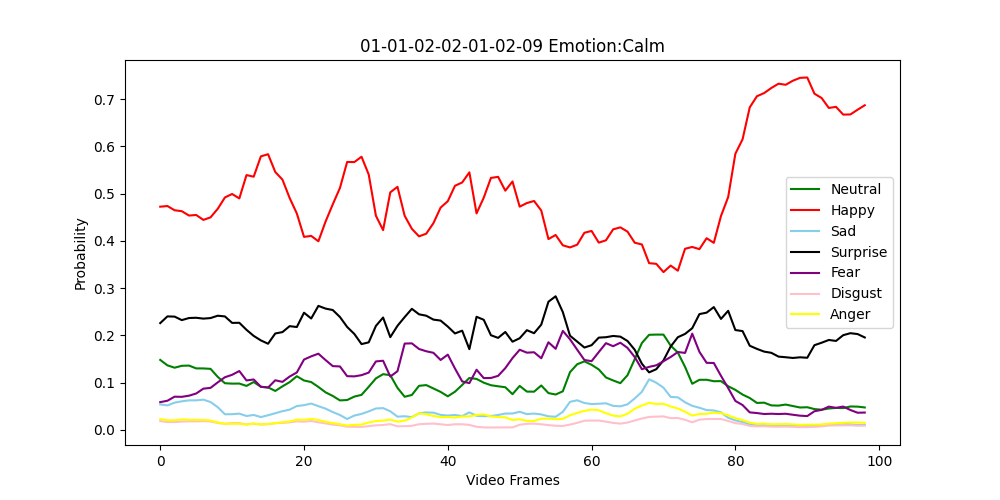 01-01-02-02-01-02-09 Emotion:Calm
Probability
0.7
0.6
0.5
0.4
0.3
0.2
0.1
0.0
Neutral
Happy
Sad
Surprise
Fear
Disgust
Anger
0
20
40
60
80
100
Video Frames